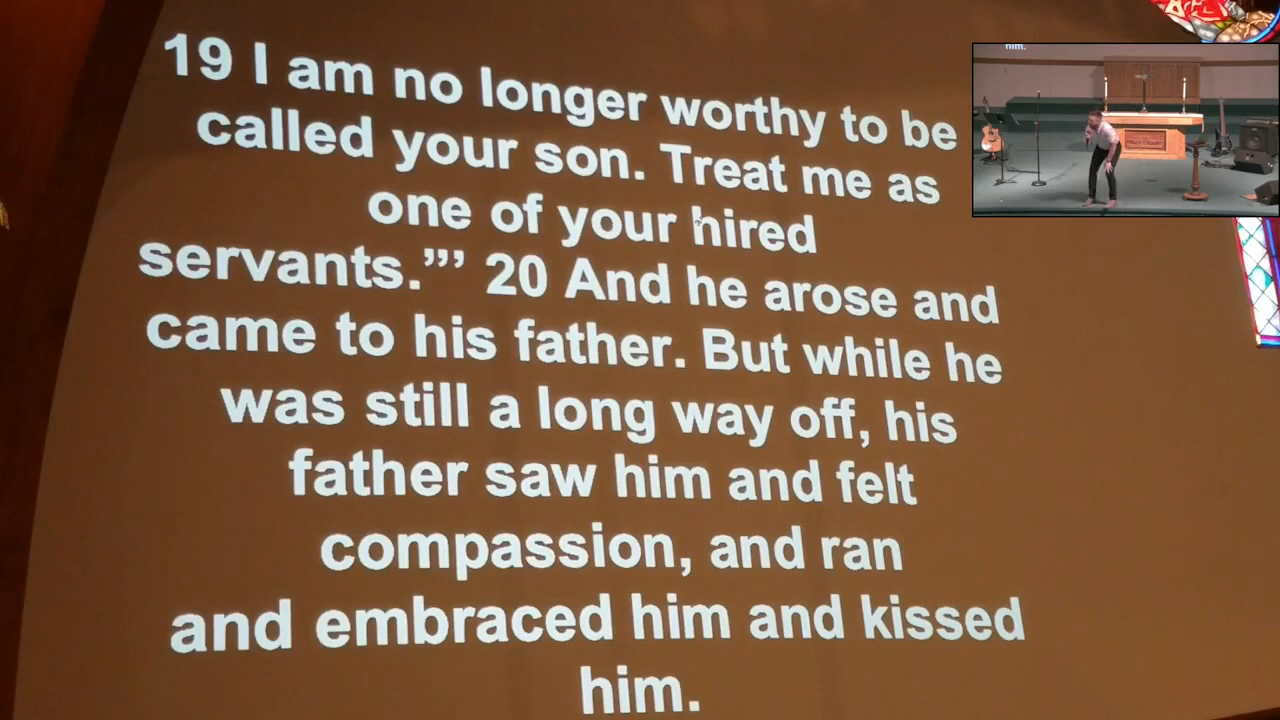 19 I am no longer worthy to be
called your son. Treat me as
one of your hired
servants.”’ 20 And he arose and
came to his father. But while he
was still a long way off, his
father saw him and felt
compassion, and ran
and embraced him and kissed
him.
him.